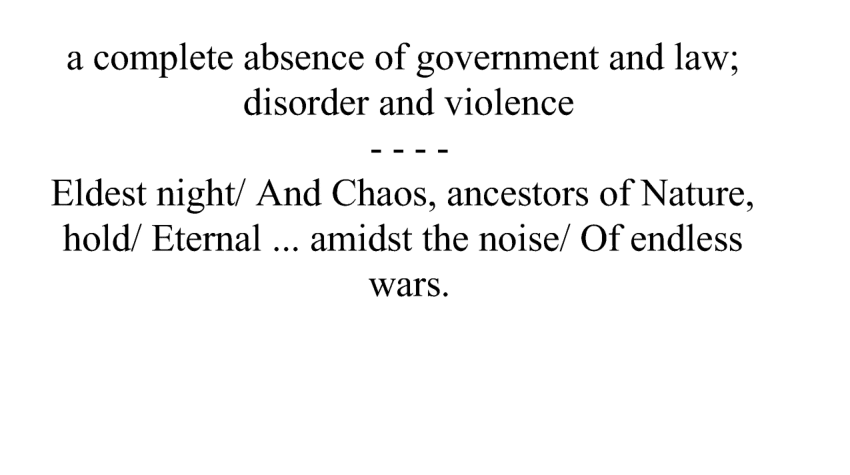 a complete absence of government and law;
disorder and violence
- - - -
Eldest night/ And Chaos, ancestors of Nature,
hold/ Eternal ... amidst the noise/ Of endless
wars.